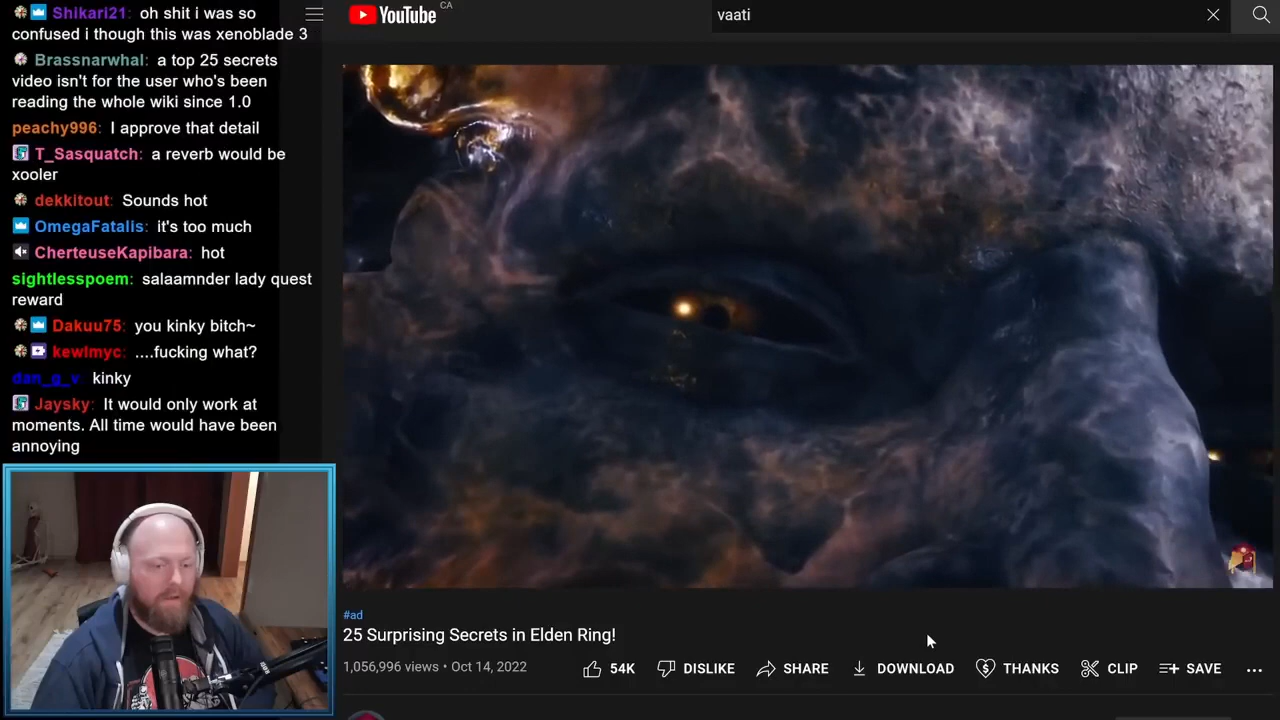 Shikari21: oh shit i was so
confused i though this was xenoblade 3
Brassnarwhal: a top 25 secrets
video isn't for the user who's been
reading the whole wiki since 1.0
peachy996: I approve that detail
T_Sasquatch: a reverb would be
xooler
dekkitout: Sounds hot
OmegaFatalis: it's too much
CherteuseKapibara: hot
sightlesspoem: salaamnder lady quest
reward
Dakuu75: you kinky bitch~
kewlmyc: ....fucking what?
dan_g_v: kinky
Jaysky: It would only work at
moments. All time would have been
annoying
YouTube CA
vaati
#ad
25 Surprising Secrets in Elden Ring!
1,056,996 views • Oct 14, 2022
54K DISLIKE SHARE DOWNLOAD THANKS CLIP SAVE